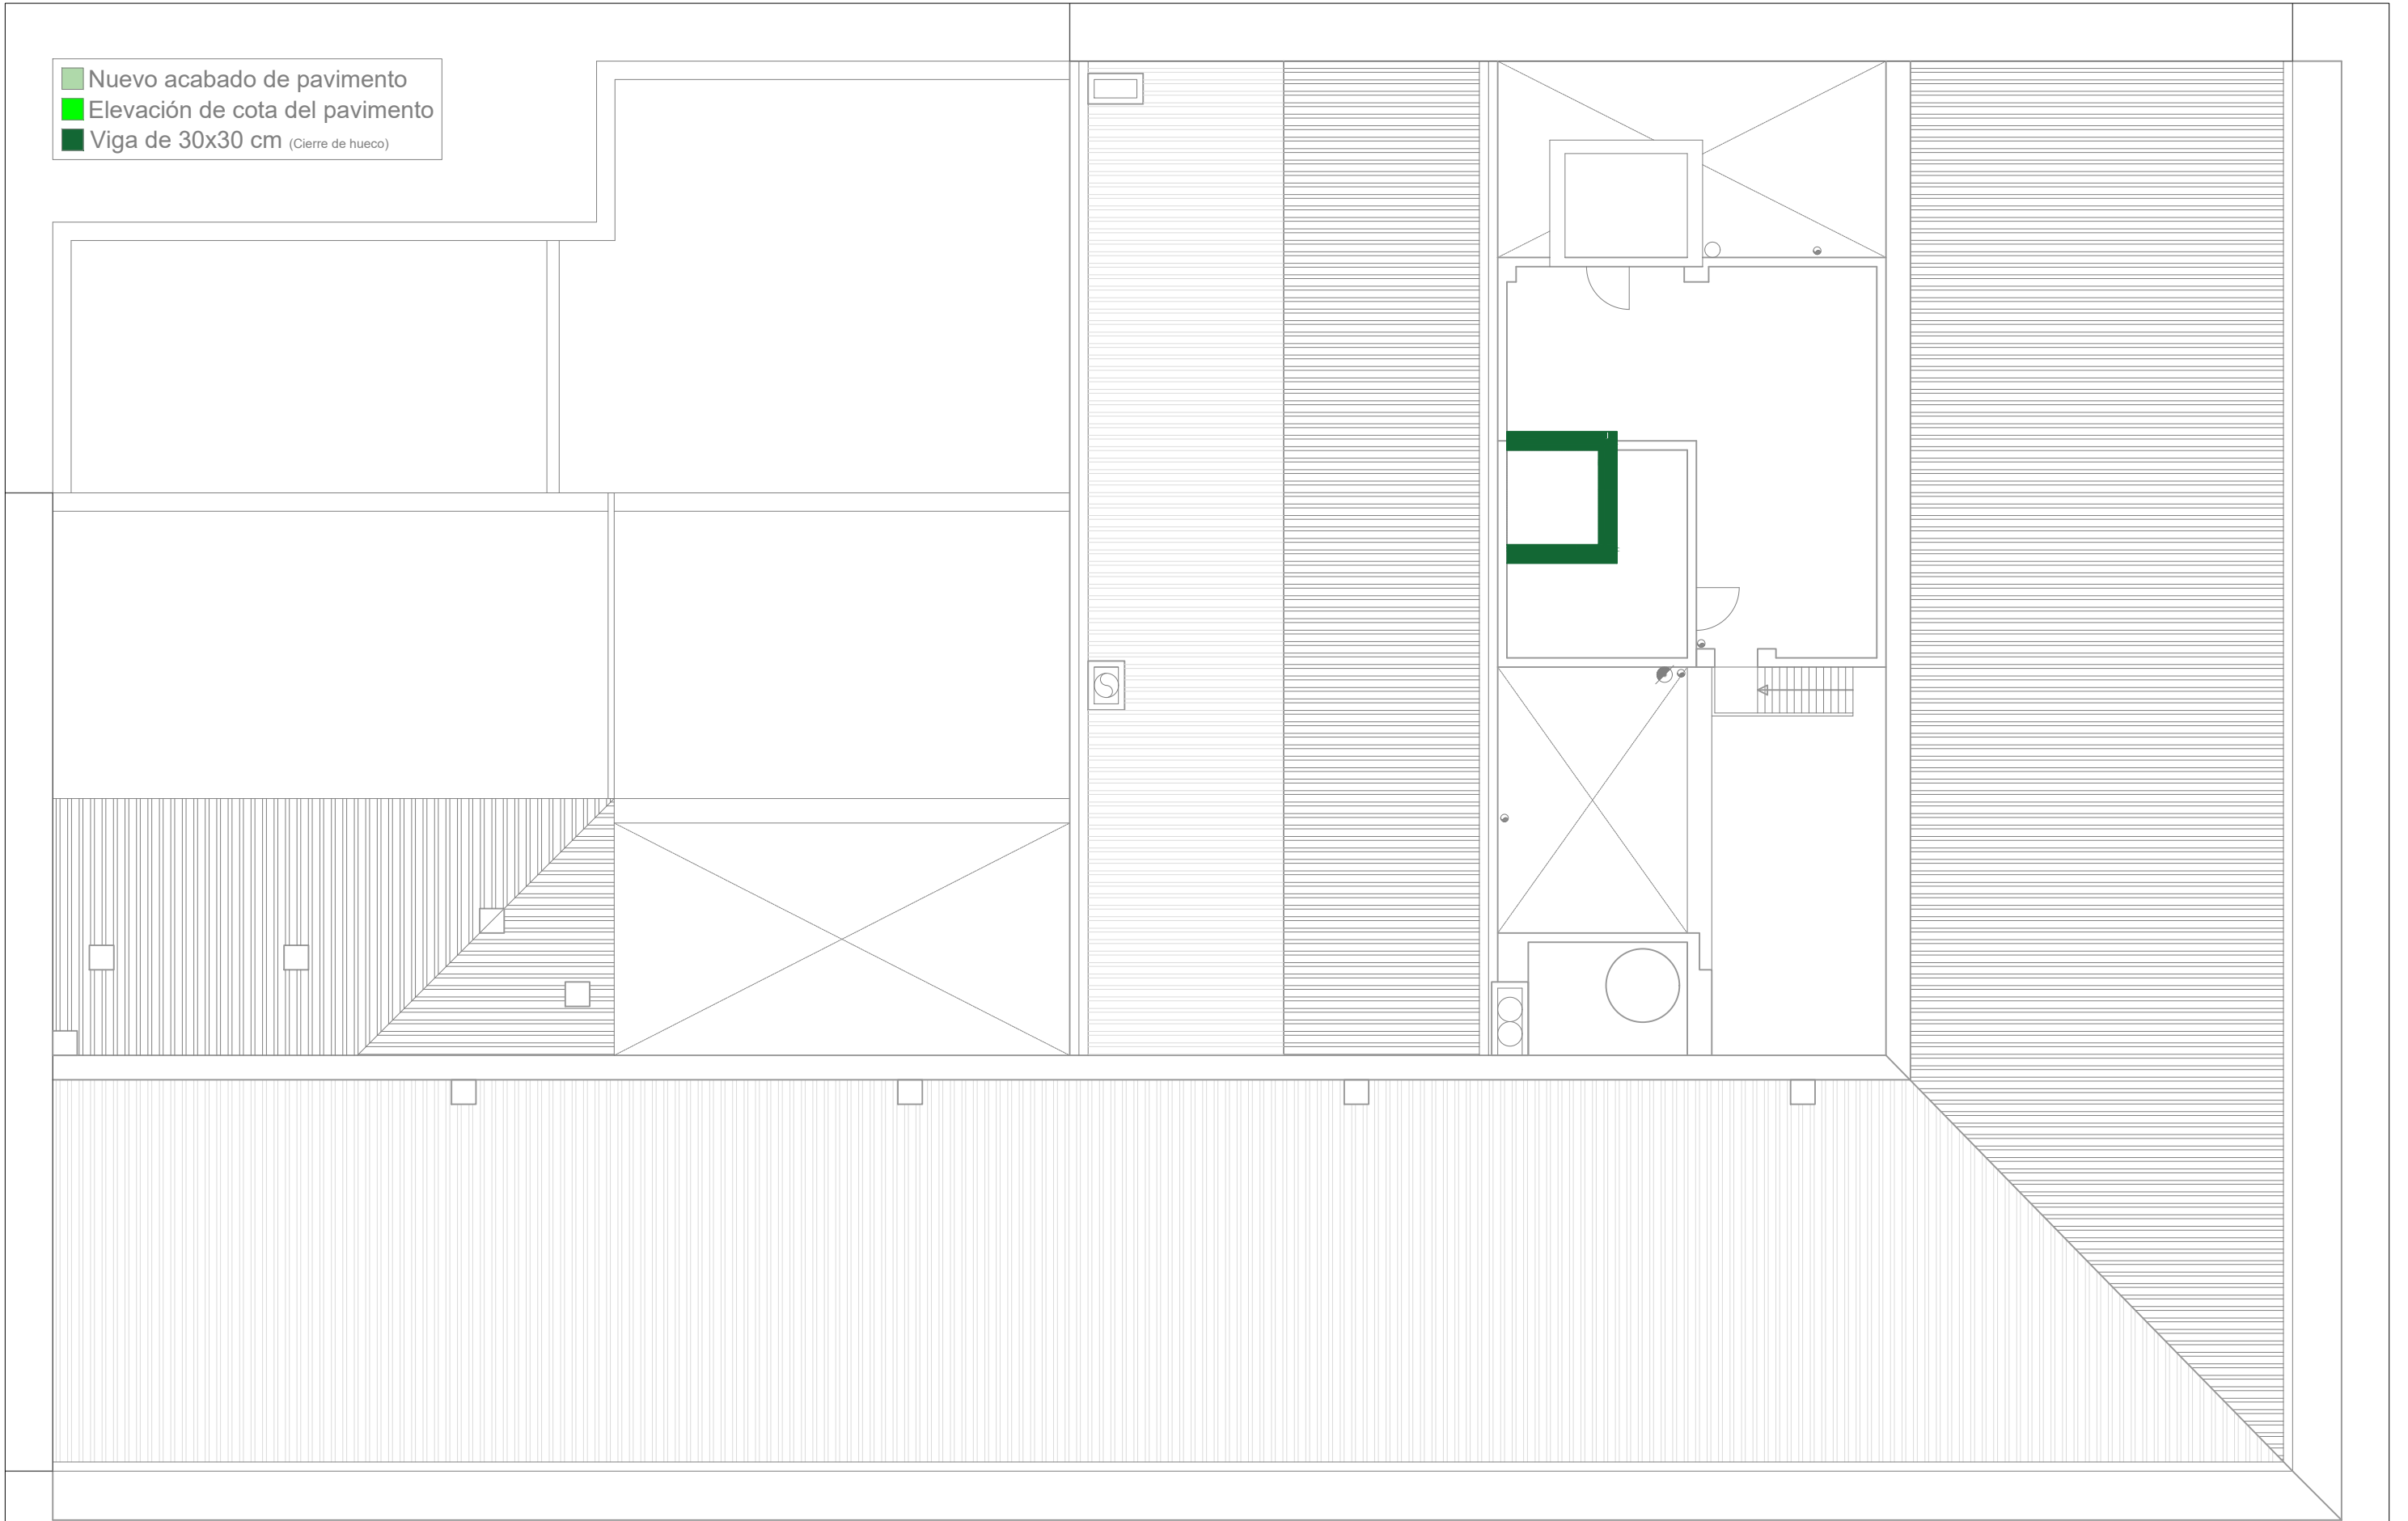 Nuevo acabado de pavimento
Elevación de cota del pavimento
Viga de 30x30 cm (Cierre de hueco)